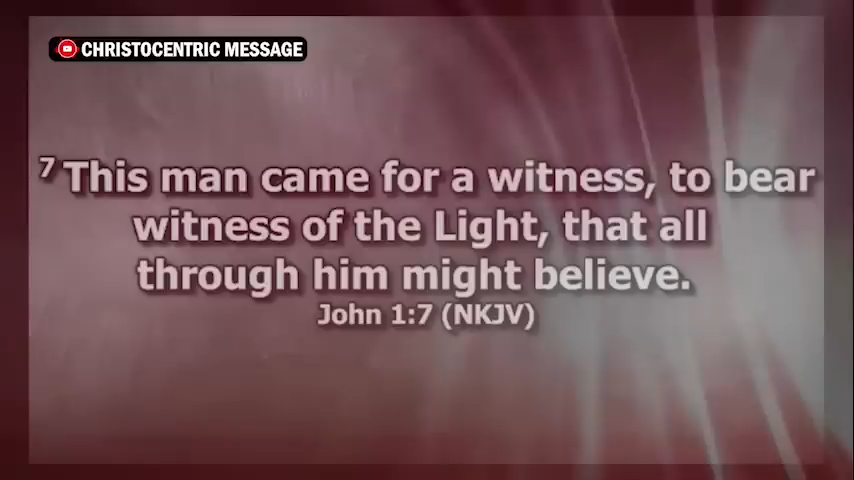 CHRISTOCENTRIC MESSAGE
7 This man came for a witness, to bear
witness of the Light, that all
through him might believe.
John 1:7 (NKJV)